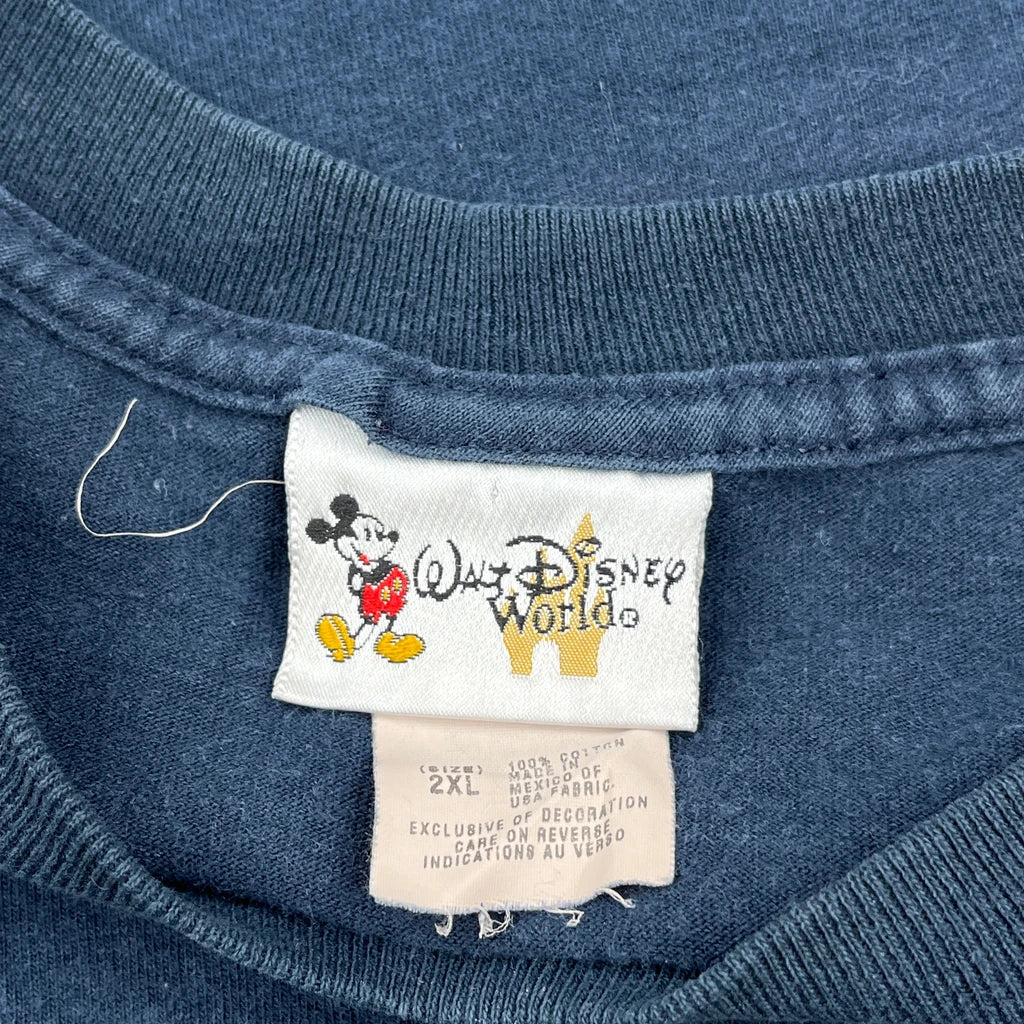 Walt Disney
World®
(SIZE)
2XL
100% COTTON
MADE IN
MEXICO OF
USA FABRIC.
EXCLUSIVE OF DECORATION
CARE ON REVERSE
INDICATIONS AU VERSO